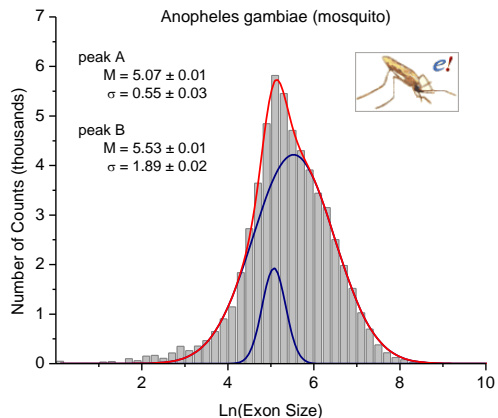 Anopheles gambiae (mosquito)
e!
peak A
M = 5.07 ± 0.01
σ = 0.55 ± 0.03
peak B
M = 5.53 ± 0.01
σ = 1.89 ± 0.02
Number of Counts (thousands)
7
6
5
4
3
2
1
0
2 4 6 8 10
Ln(Exon Size)